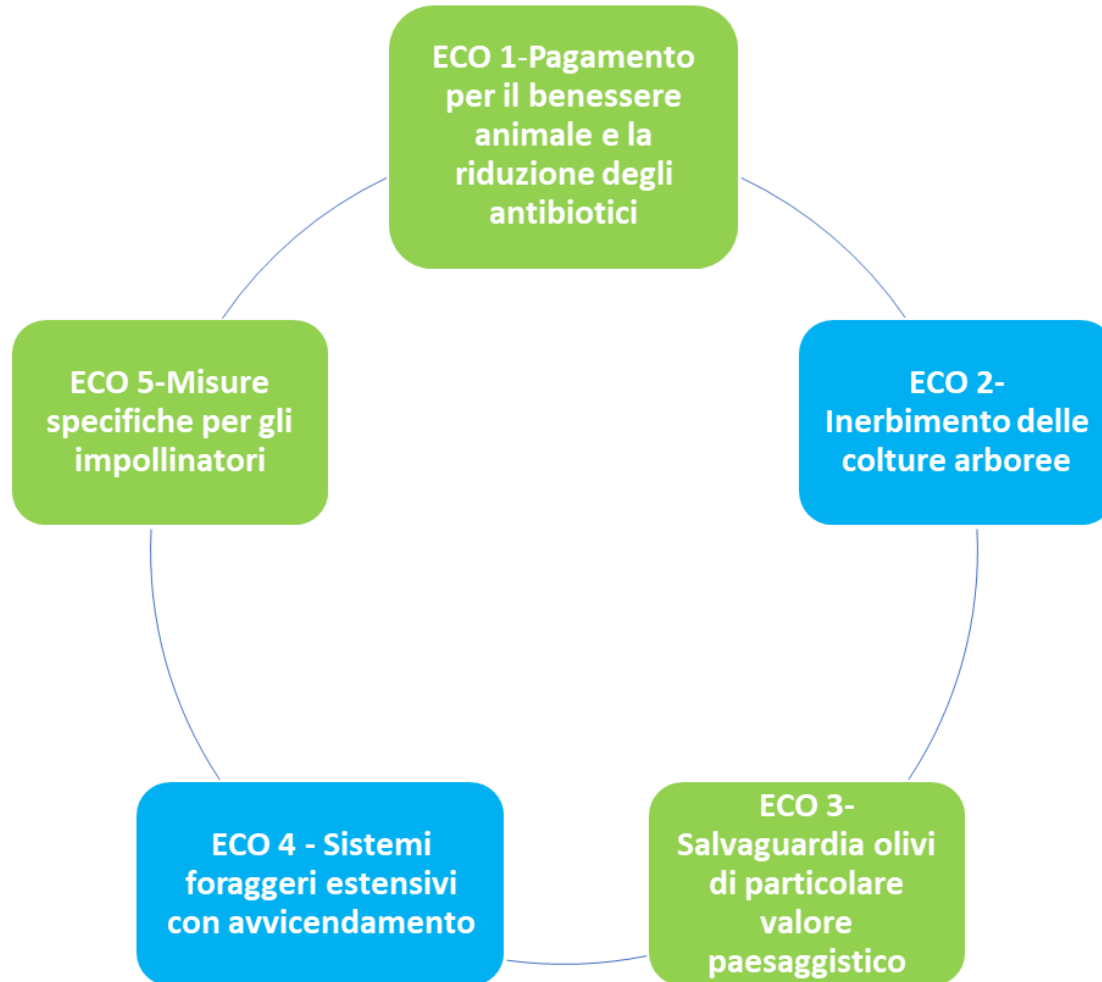 ECO 1-Pagamento
per il benessere
animale e la
riduzione degli
antibiotici
ECO 2-
Inerbimento delle
colture arboree
ECO 3-
Salvaguardia olivi
di particolare
valore
paesaggistico
ECO 4 - Sistemi
foraggeri estensivi
con avvicendamento
ECO 5-Misure
specifiche per gli
impollinatori